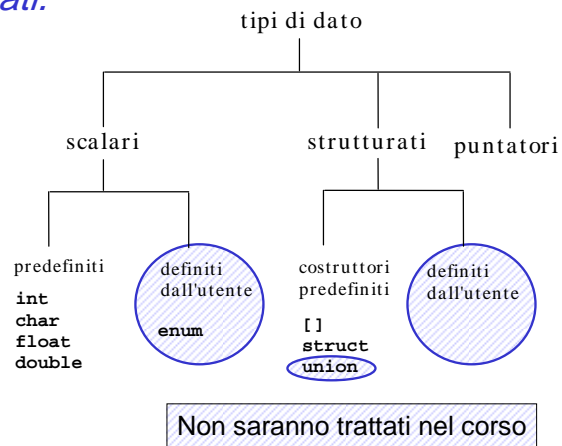 tipi di dato
scalari
strutturati
puntatori
predefiniti
int
char
float
double
definiti
dall'utente
enum
costruttori
predefiniti
[]
struct
union
definiti
dall'utente
Non saranno trattati nel corso